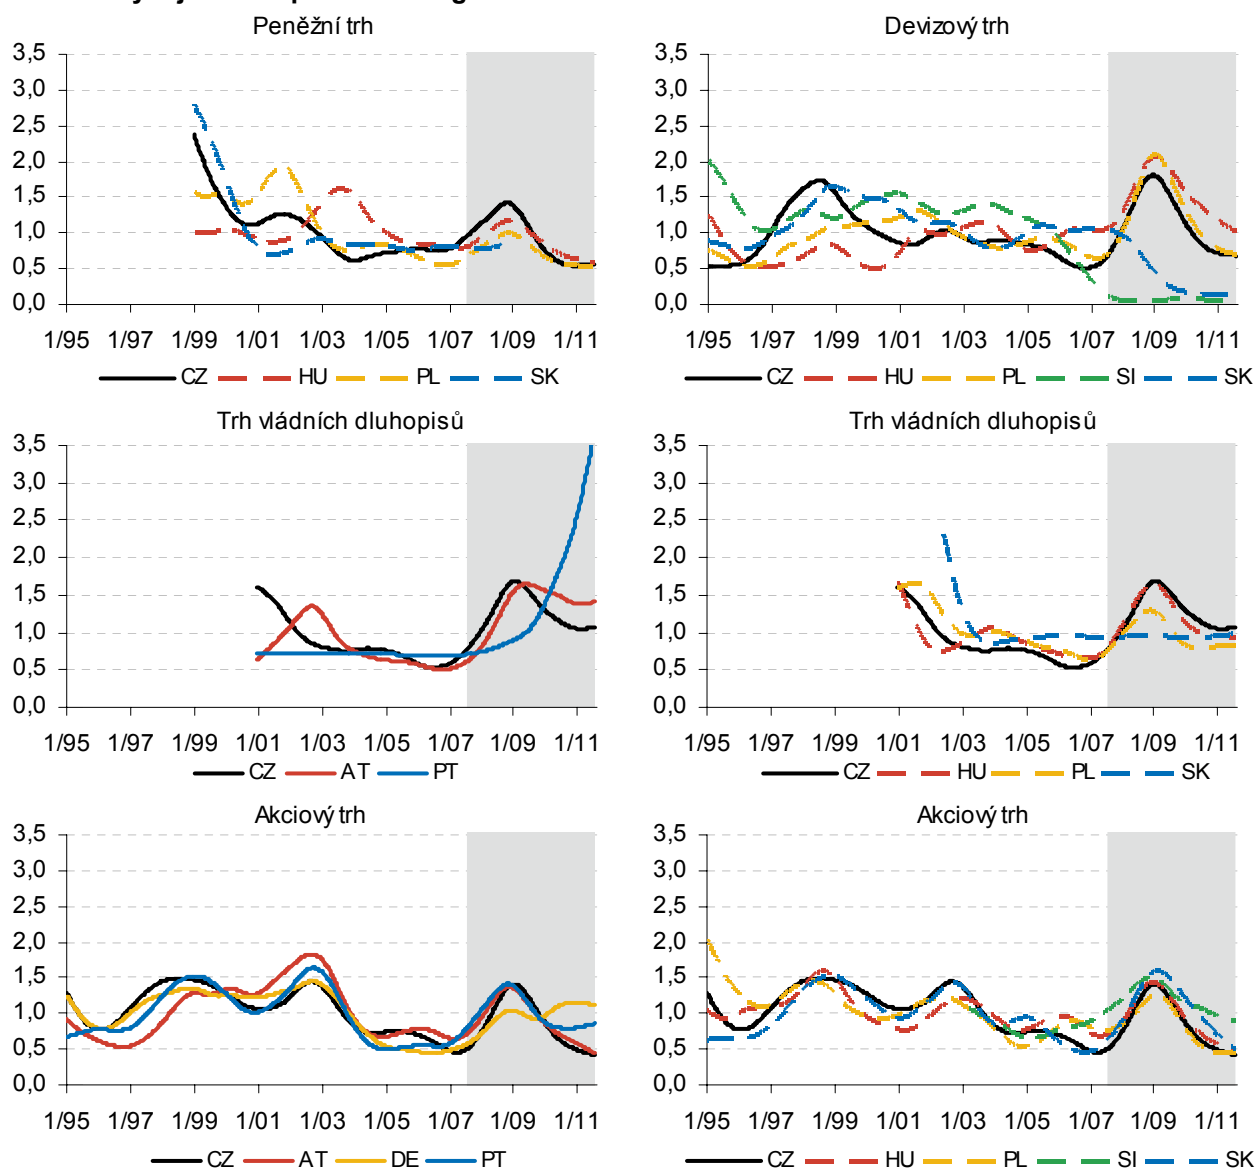 Peněžní trh
3,5
3,0
2,5
2,0
1,5
1,0
0,5
0,0
1/95 1/97 1/99 1/01 1/03 1/05 1/07 1/09 1/11
CZ HU PL SK
Devizový trh
3,5
3,0
2,5
2,0
1,5
1,0
0,5
0,0
1/95 1/97 1/99 1/01 1/03 1/05 1/07 1/09 1/11
CZ HU PL SI SK
Trh vládních dluhopisů
3,5
3,0
2,5
2,0
1,5
1,0
0,5
0,0
1/95 1/97 1/99 1/01 1/03 1/05 1/07 1/09 1/11
CZ AT PT
Trh vládních dluhopisů
3,5
3,0
2,5
2,0
1,5
1,0
0,5
0,0
1/95 1/97 1/99 1/01 1/03 1/05 1/07 1/09 1/11
CZ HU PL SK
Akciový trh
3,5
3,0
2,5
2,0
1,5
1,0
0,5
0,0
1/95 1/97 1/99 1/01 1/03 1/05 1/07 1/09 1/11
CZ AT DE PT
Akciový trh
3,5
3,0
2,5
2,0
1,5
1,0
0,5
0,0
1/95 1/97 1/99 1/01 1/03 1/05 1/07 1/09 1/11
CZ HU PL SI SK